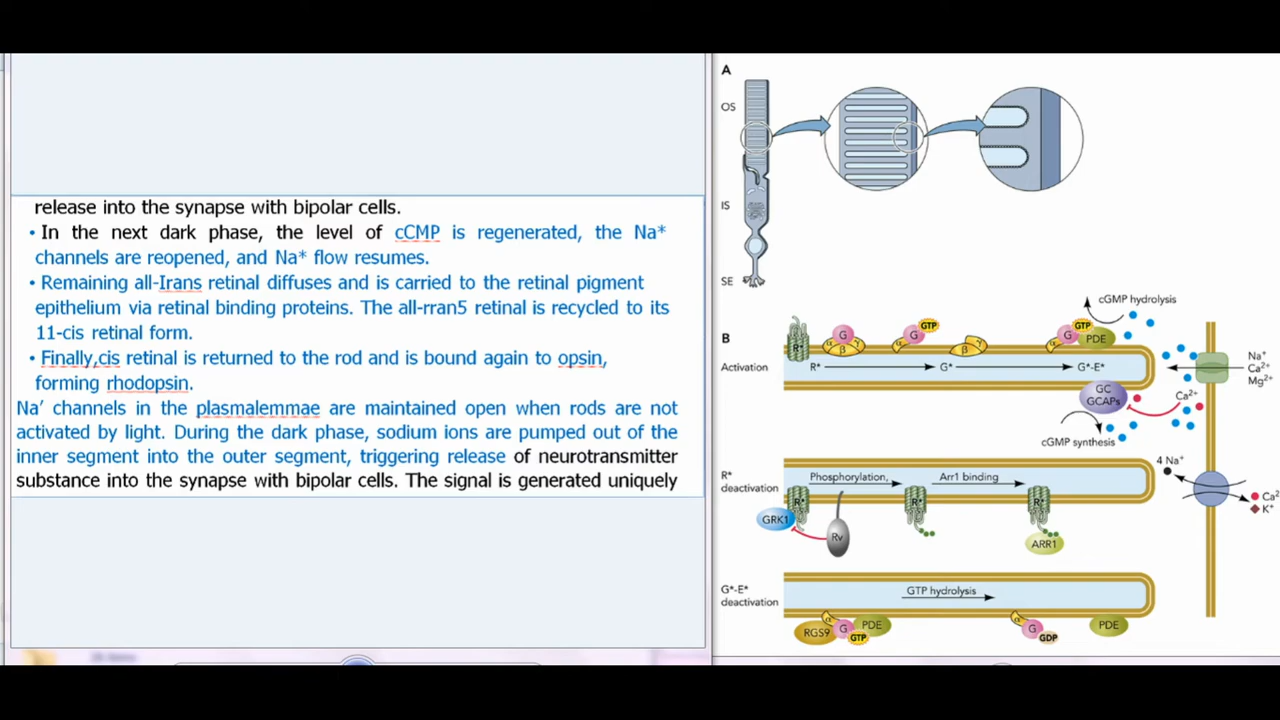 release into the synapse with bipolar cells.
• In the next dark phase, the level of cCMP is regenerated, the Na*
channels are reopened, and Na* flow resumes.
• Remaining all-Irans retinal diffuses and is carried to the retinal pigment
epithelium via retinal binding proteins. The all-rran5 retinal is recycled to its
11-cis retinal form.
• Finally,cis retinal is returned to the rod and is bound again to opsin,
forming rhodopsin.
Na’ channels in the plasmalemmae are maintained open when rods are not
activated by light. During the dark phase, sodium ions are pumped out of the
inner segment into the outer segment, triggering release of neurotransmitter
substance into the synapse with bipolar cells. The signal is generated uniquely
A
OS
IS
SE
B
cGMP hydrolysis
Activation
R*
α
G
β
γ
α
G
GTP
β
γ
α
G
GTP
PDE
R*
G*
G*-E*
Na⁺
Ca²⁺
Mg²⁺
GC
GCAPs
Ca²⁺
cGMP synthesis
R*
deactivation
Phosphorylation,
Arr1 binding
4 Na⁺
R*
R*
R*
GRK1
Rv
ARR1
Ca²
K⁺
G*-E*
deactivation
GTP hydrolysis
RGS9
α
G
GTP
PDE
α
G
GDP
PDE